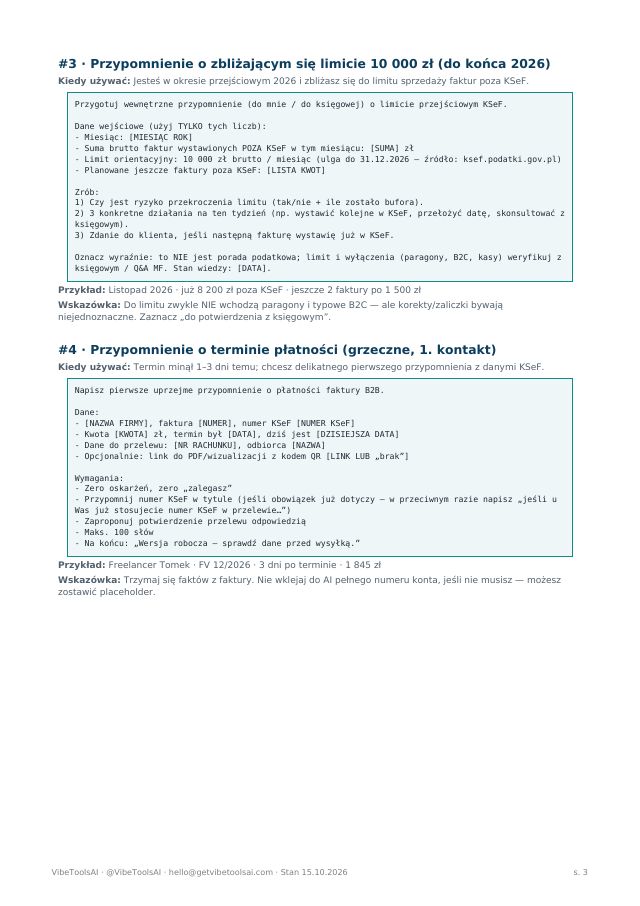 #3 · Przypomnienie o zbliżającym się limicie 10 000 zł (do końca 2026)
Kiedy używać: Jesteś w okresie przejściowym 2026 i zbliżasz się do limitu sprzedaży faktur poza KSeF.
Przygotuj wewnętrzne przypomnienie (do mnie / do księgowej) o limicie przejściowym KSeF.
Dane wejściowe (użyj TYLKO tych liczb):
- Miesiąc: [MIESIĄC ROK]
- Suma brutto faktur wystawionych POZA KSeF w tym miesiącu: [SUMA] zł
- Limit orientacyjny: 10 000 zł brutto / miesiąc (ulga do 31.12.2026 — źródło: ksef.podatki.gov.pl)
- Planowane jeszcze faktury poza KSeF: [LISTA KWOT]
Zrób:
1) Czy jest ryzyko przekroczenia limitu (tak/nie + ile zostało bufora).
2) 3 konkretne działania na ten tydzień (np. wystawić kolejne w KSeF, przełożyć datę, skonsultować z
księgowym).
3) Zdanie do klienta, jeśli następną fakturę wystawię już w KSeF.
Oznacz wyraźnie: to NIE jest porada podatkowa; limit i wyłączenia (paragony, B2C, kasy) weryfikuj z
księgowym / Q&A MF. Stan wiedzy: [DATA].
Przykład: Listopad 2026 · już 8 200 zł poza KSeF · jeszcze 2 faktury po 1 500 zł
Wskazówka: Do limitu zwykle NIE wchodzą paragony i typowe B2C — ale korekty/zaliczki bywają
niejednoznaczne. Zaznacz „do potwierdzenia z księgowym”.
#4 · Przypomnienie o terminie płatności (grzeczne, 1. kontakt)
Kiedy używać: Termin minął 1–3 dni temu; chcesz delikatnego pierwszego przypomnienia z danymi KSeF.
Napisz pierwsze uprzejme przypomnienie o płatności faktury B2B.
Dane:
- [NAZWA FIRMY], faktura [NUMER], numer KSeF [NUMER KSeF]
- Kwota [KWOTA] zł, termin był [DATA], dziś jest [DZISIEJSZA DATA]
- Dane do przelewu: [NR RACHUNKU], odbiorca [NAZWA]
- Opcjonalnie: link do PDF/wizualizacji z kodem QR [LINK LUB „brak”]
Wymagania:
- Zero oskarżeń, zero „zalegasz”
- Przypomnij numer KSeF w tytule (jeśli obowiązek już dotyczy — w przeciwnym razie napisz „jeśli u
Was już stosujecie numer KSeF w przelewie…”)
- Zaproponuj potwierdzenie przelewu odpowiedzią
- Maks. 100 słów
- Na końcu: „Wersja robocza — sprawdź dane przed wysyłką.”
Przykład: Freelancer Tomek · FV 12/2026 · 3 dni po terminie · 1 845 zł
Wskazówka: Trzymaj się faktów z faktury. Nie wklejaj do AI pełnego numeru konta, jeśli nie musisz — możesz
zostawić placeholder.
VibeToolsAI · @VibeToolsAI · hello@getvibetoolsai.com · Stan 15.10.2026 s. 3